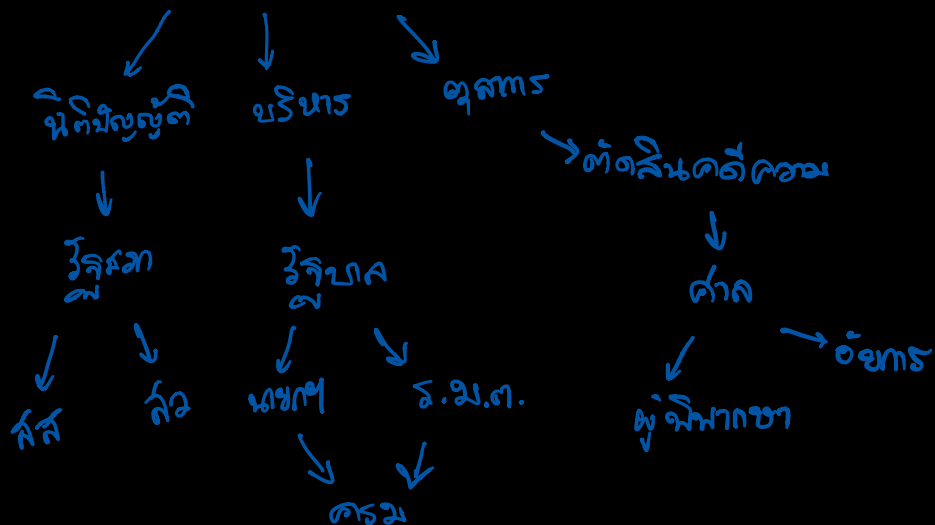 นิติบัญญัติ
บริหาร
ตุลาการ
ตัดสินคดีความ
รัฐสภา
รัฐบาล
ศาล
อัยการ
สส
สว
นายกฯ
ร.ม.ต.
ผู้พิพากษา
ครม